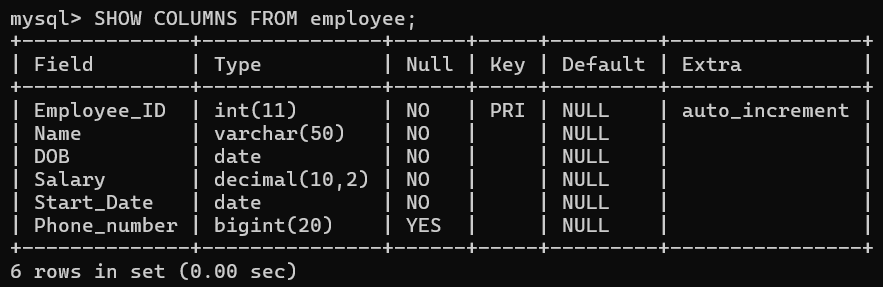 mysql> SHOW COLUMNS FROM employee;
+--------------+---------------+------+-----+---------+----------------+
| Field        | Type          | Null | Key | Default | Extra          |
+--------------+---------------+------+-----+---------+----------------+
| Employee_ID  | int(11)       | NO   | PRI | NULL    | auto_increment |
| Name         | varchar(50)   | NO   |     | NULL    |                |
| DOB          | date          | NO   |     | NULL    |                |
| Salary       | decimal(10,2) | NO   |     | NULL    |                |
| Start_Date   | date          | NO   |     | NULL    |                |
| Phone_number | bigint(20)    | YES  |     | NULL    |                |
+--------------+---------------+------+-----+---------+----------------+
6 rows in set (0.00 sec)